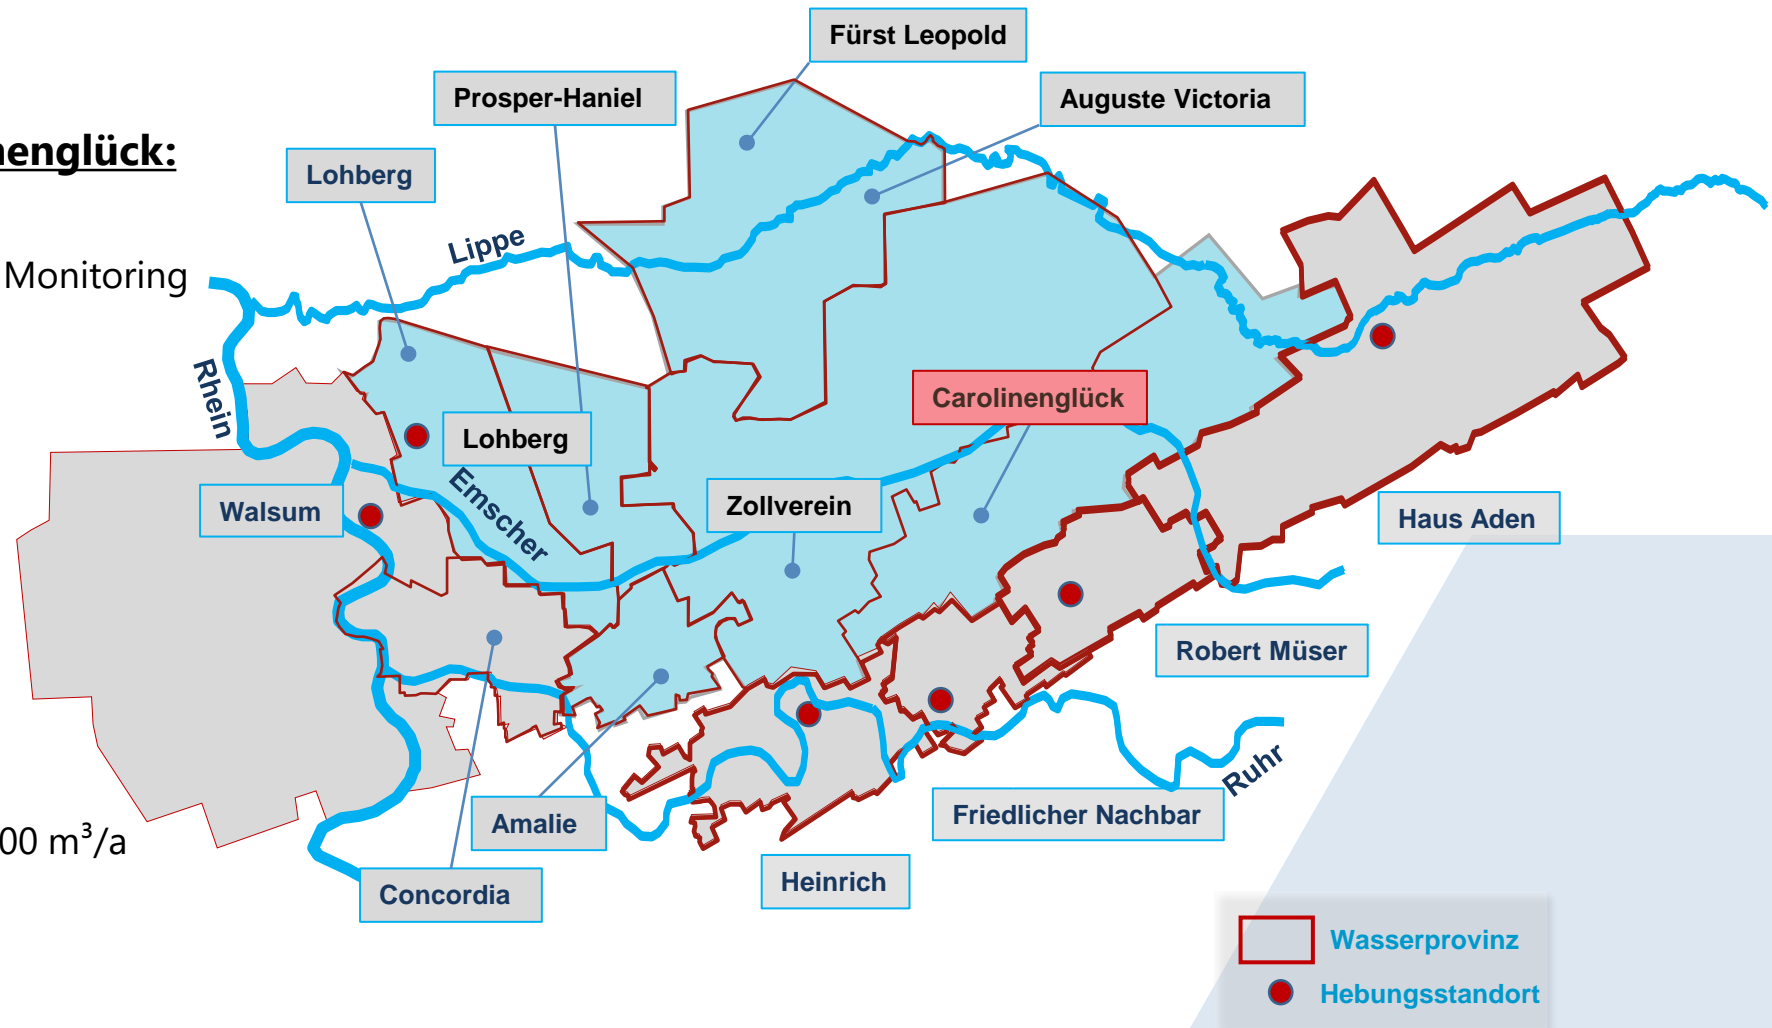 Fürst Leopold
Prosper-Haniel
Auguste Victoria
nenglück:
Lohberg
Lippe
Monitoring
Rhein
Carolinenglück
Lohberg
Emscher
Zollverein
Walsum
Haus Aden
Robert Müser
Ruhr
Friedlicher Nachbar
Amalie
00 m³/a
Heinrich
Concordia
Wasserprovinz
Hebungsstandort